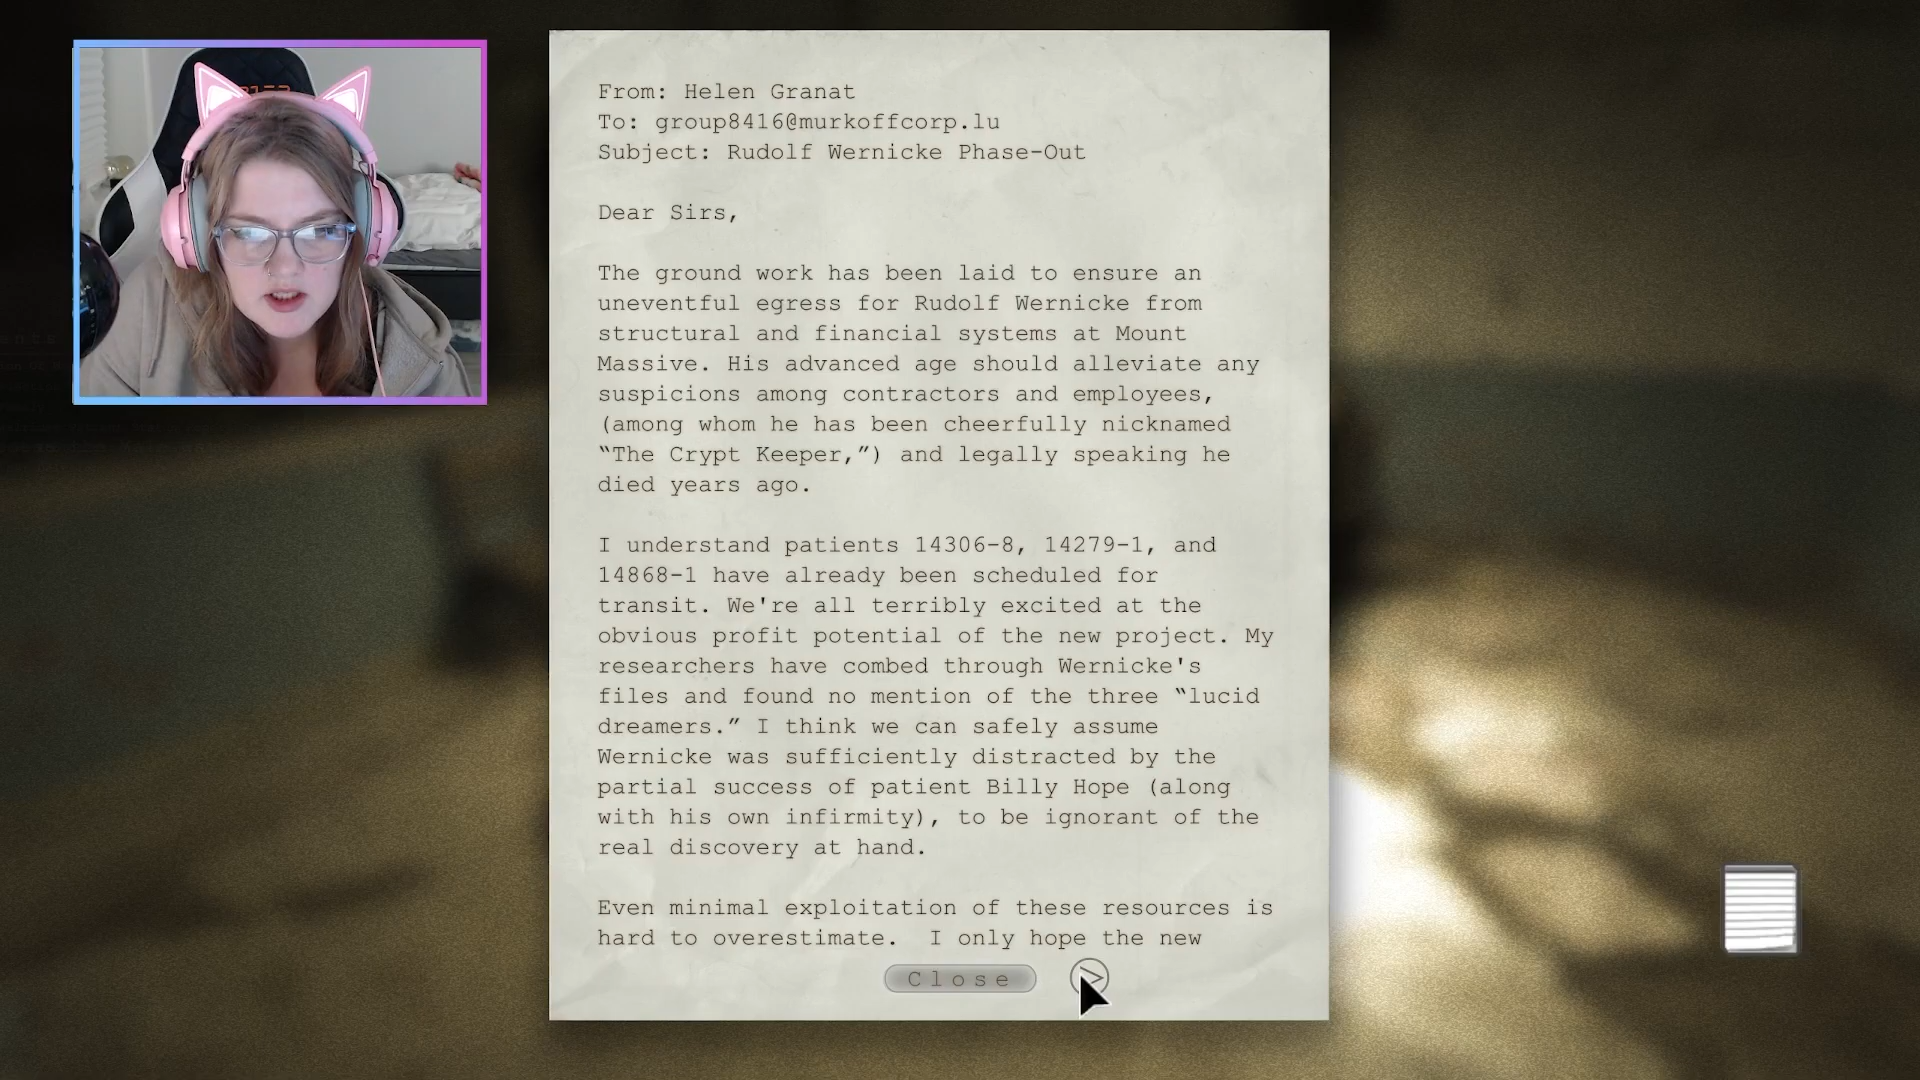 From: Helen Granat
To: group8416@murkoffcorp.lu
Subject: Rudolf Wernicke Phase-Out
Dear Sirs,
The ground work has been laid to ensure an
uneventful egress for Rudolf Wernicke from
structural and financial systems at Mount
Massive. His advanced age should alleviate any
suspicions among contractors and employees,
(among whom he has been cheerfully nicknamed
“The Crypt Keeper,”) and legally speaking he
died years ago.
I understand patients 14306-8, 14279-1, and
14868-1 have already been scheduled for
transit. We're all terribly excited at the
obvious profit potential of the new project. My
researchers have combed through Wernicke's
files and found no mention of the three “lucid
dreamers.” I think we can safely assume
Wernicke was sufficiently distracted by the
partial success of patient Billy Hope (along
with his own infirmity), to be ignorant of the
real discovery at hand.
Even minimal exploitation of these resources is
hard to overestimate.  I only hope the new
Close